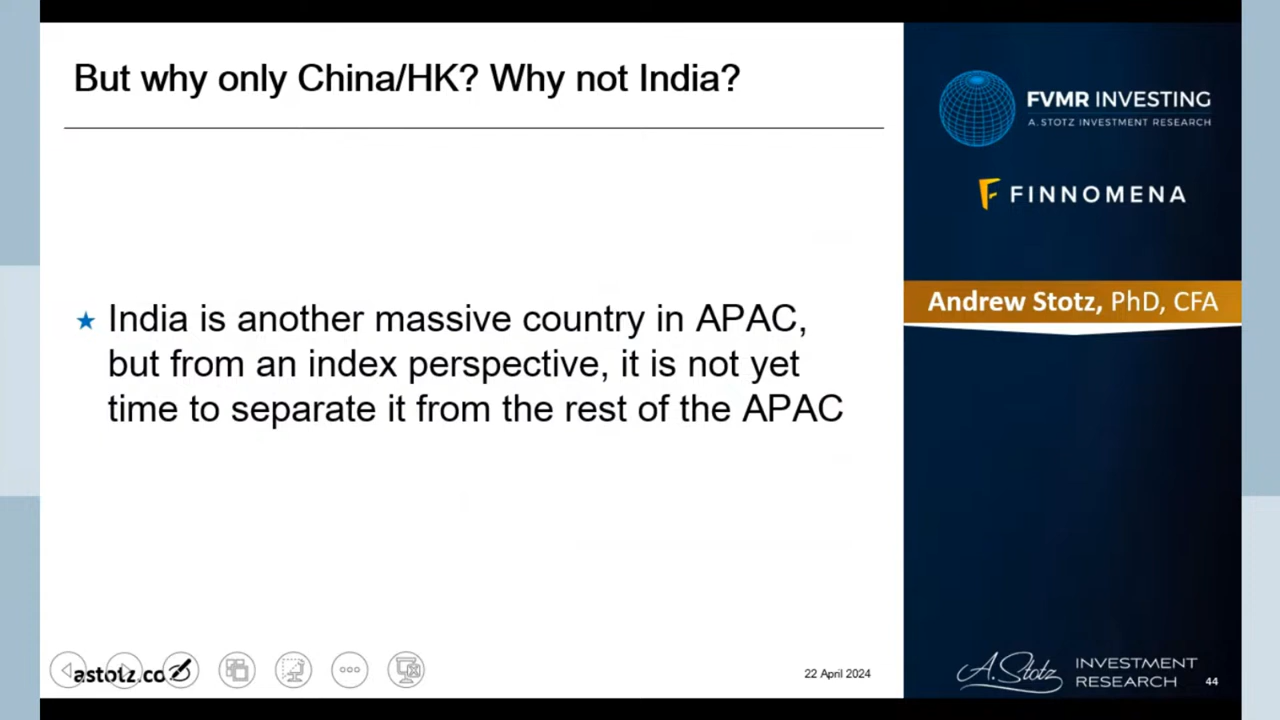 But why only China/HK? Why not India?
FVMR INVESTING
A. STOTZ INVESTMENT RESEARCH
FINNOMENA
Andrew Stotz, PhD, CFA
★ India is another massive country in APAC,
but from an index perspective, it is not yet
time to separate it from the rest of the APAC
astotz.co
22 April 2024
A. Stotz INVESTMENT
RESEARCH
44